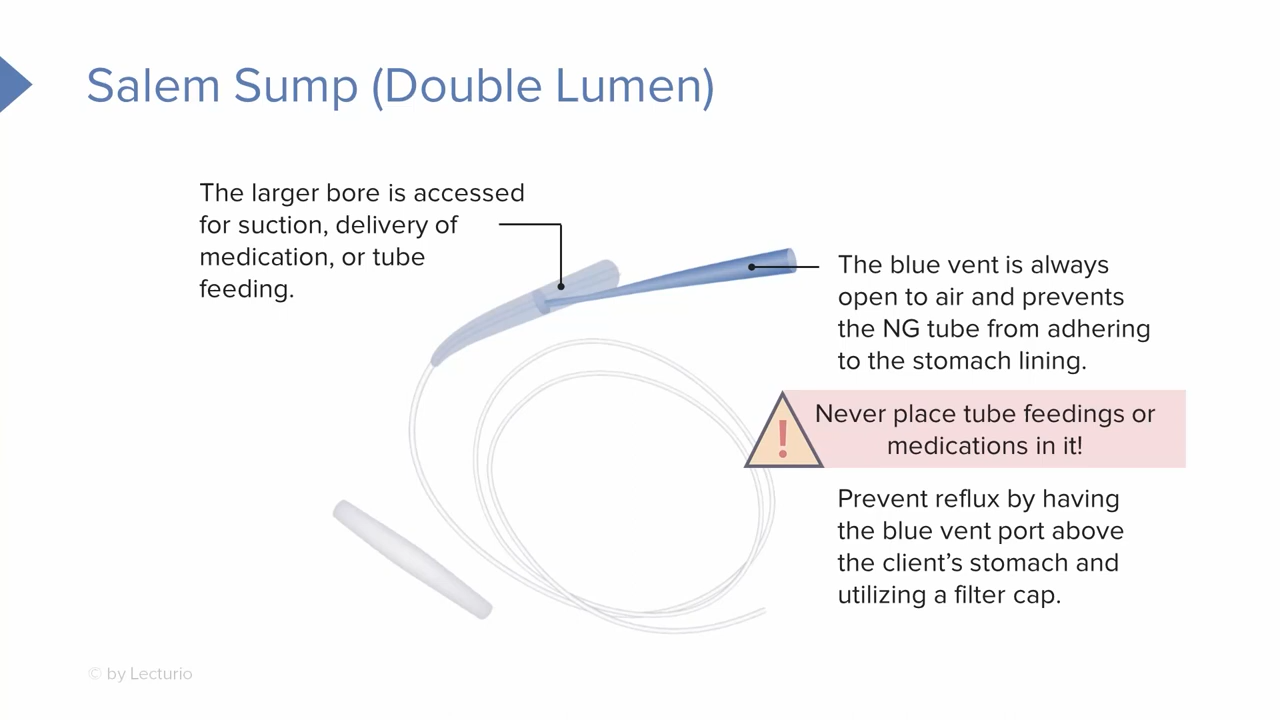 Salem Sump (Double Lumen)
The larger bore is accessed
for suction, delivery of
medication, or tube
feeding.
The blue vent is always
open to air and prevents
the NG tube from adhering
to the stomach lining.
!
Never place tube feedings or
medications in it!
Prevent reflux by having
the blue vent port above
the client’s stomach and
utilizing a filter cap.
© by Lecturio